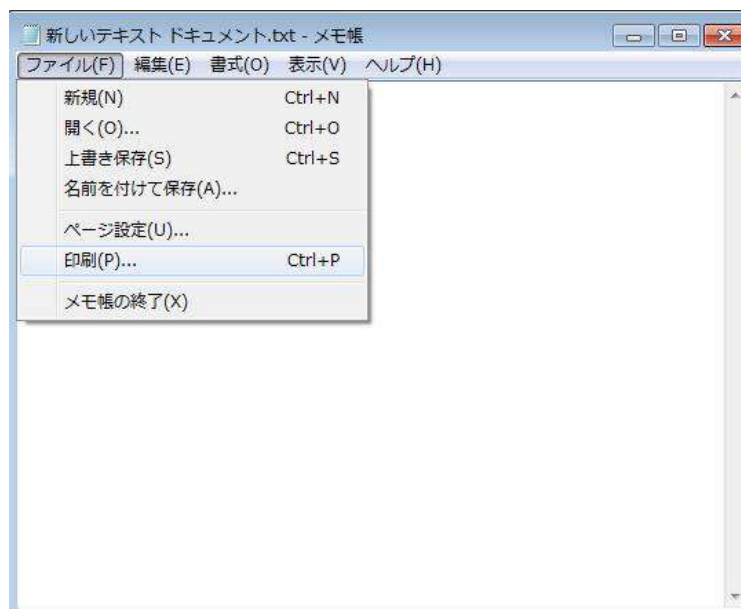 新しいテキスト ドキュメント.txt - メモ帳
ファイル(F) 編集(E) 書式(O) 表示(V) ヘルプ(H)
新規(N) Ctrl+N
開く(O)... Ctrl+O
上書き保存(S) Ctrl+S
名前を付けて保存(A)...
ページ設定(U)...
印刷(P)... Ctrl+P
メモ帳の終了(X)